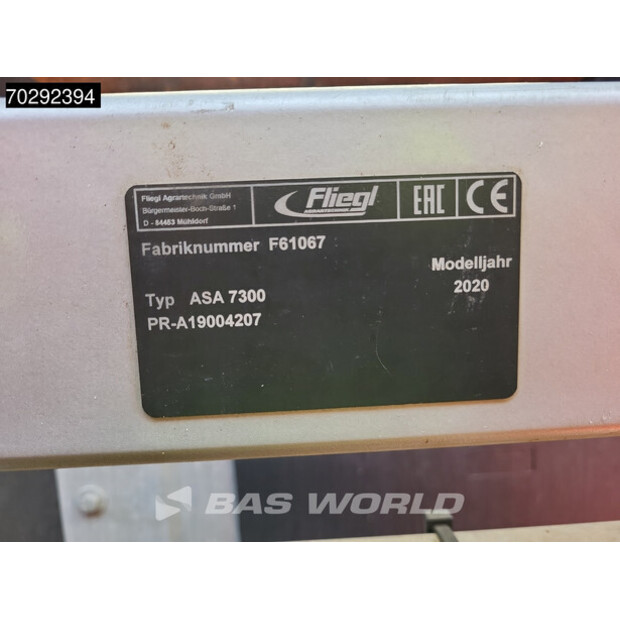 70292394
Fliegl Agrartechnik GmbH
Bürgermeister-Boch-Straße 1
D - 84453 Mühldorf
Fliegl
AGRARTECHNIK
EAC CE
Fabriknummer F61067
Modelljahr
2020
Typ ASA 7300
PR-A19004207
BAS WORLD